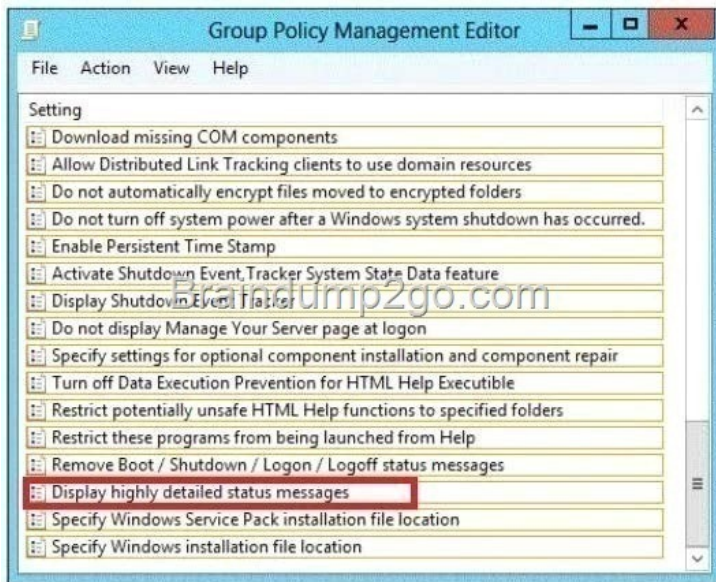 Group Policy Management Editor
File Action View Help
Setting
Download missing COM components
Allow Distributed Link Tracking clients to use domain resources
Do not automatically encrypt files moved to encrypted folders
Do not turn off system power after a Windows system shutdown has occurred.
Enable Persistent Time Stamp
Activate Shutdown Event Tracker System State Data feature
Display Shutdown Event Tracker
Braindump2go.com
Do not display Manage Your Server page at logon
Specify settings for optional component installation and component repair
Turn off Data Execution Prevention for HTML Help Executible
Restrict potentially unsafe HTML Help functions to specified folders
Restrict these programs from being launched from Help
Remove Boot / Shutdown / Logon / Logoff status messages
Display highly detailed status messages
Specify Windows Service Pack installation file location
Specify Windows installation file location